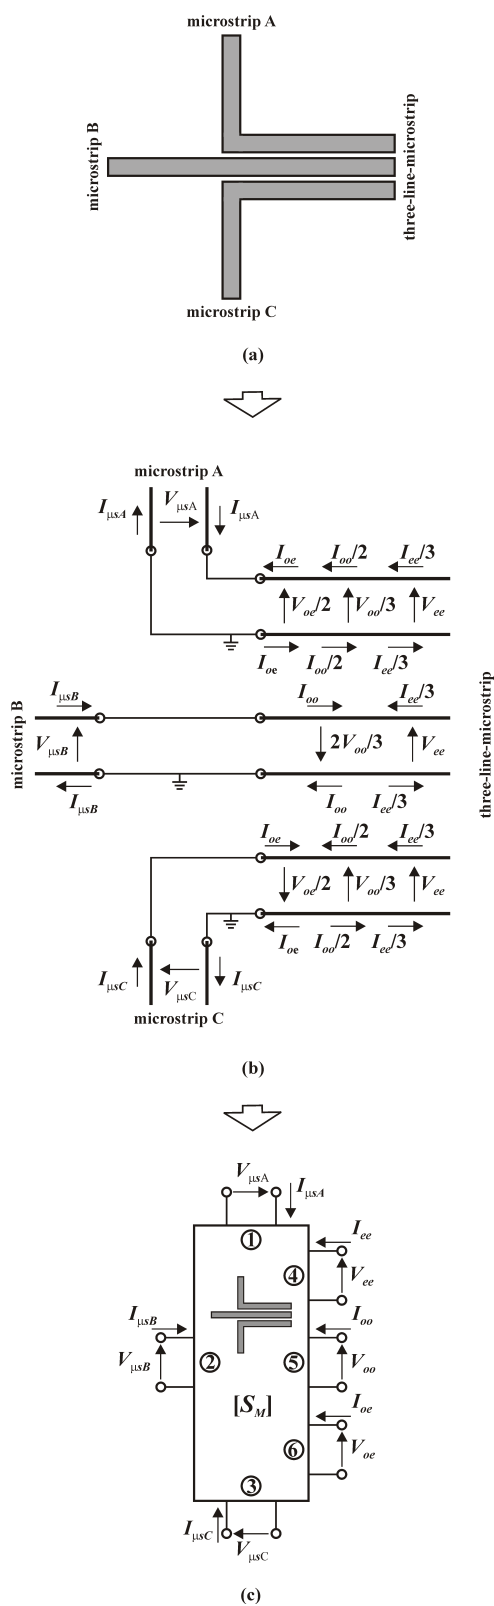 microstrip A
microstrip B
three-line-microstrip
microstrip C
(a)
microstrip A
IμsA VμsA IμsA
Ioe Ioo/2 Iee/3
Voe/2 Voo/3 Vee
Ioe Ioo/2 Iee/3
microstrip B
IμsB Ioo Iee/3
VμsB 2Voo/3 Vee
IμsB Ioo Iee/3
three-line-microstrip
Ioe Ioo/2 Iee/3
Voe/2 Voo/3 Vee
Ioe Ioo/2 Iee/3
IμsC VμsC IμsC
microstrip C
(b)
VμsA IμsA
1
Iee
4
Vee
IμsB
Ioo
VμsB
2
5
Voo
[SM]
Ioe
6
Voe
3
IμsC VμsC
(c)